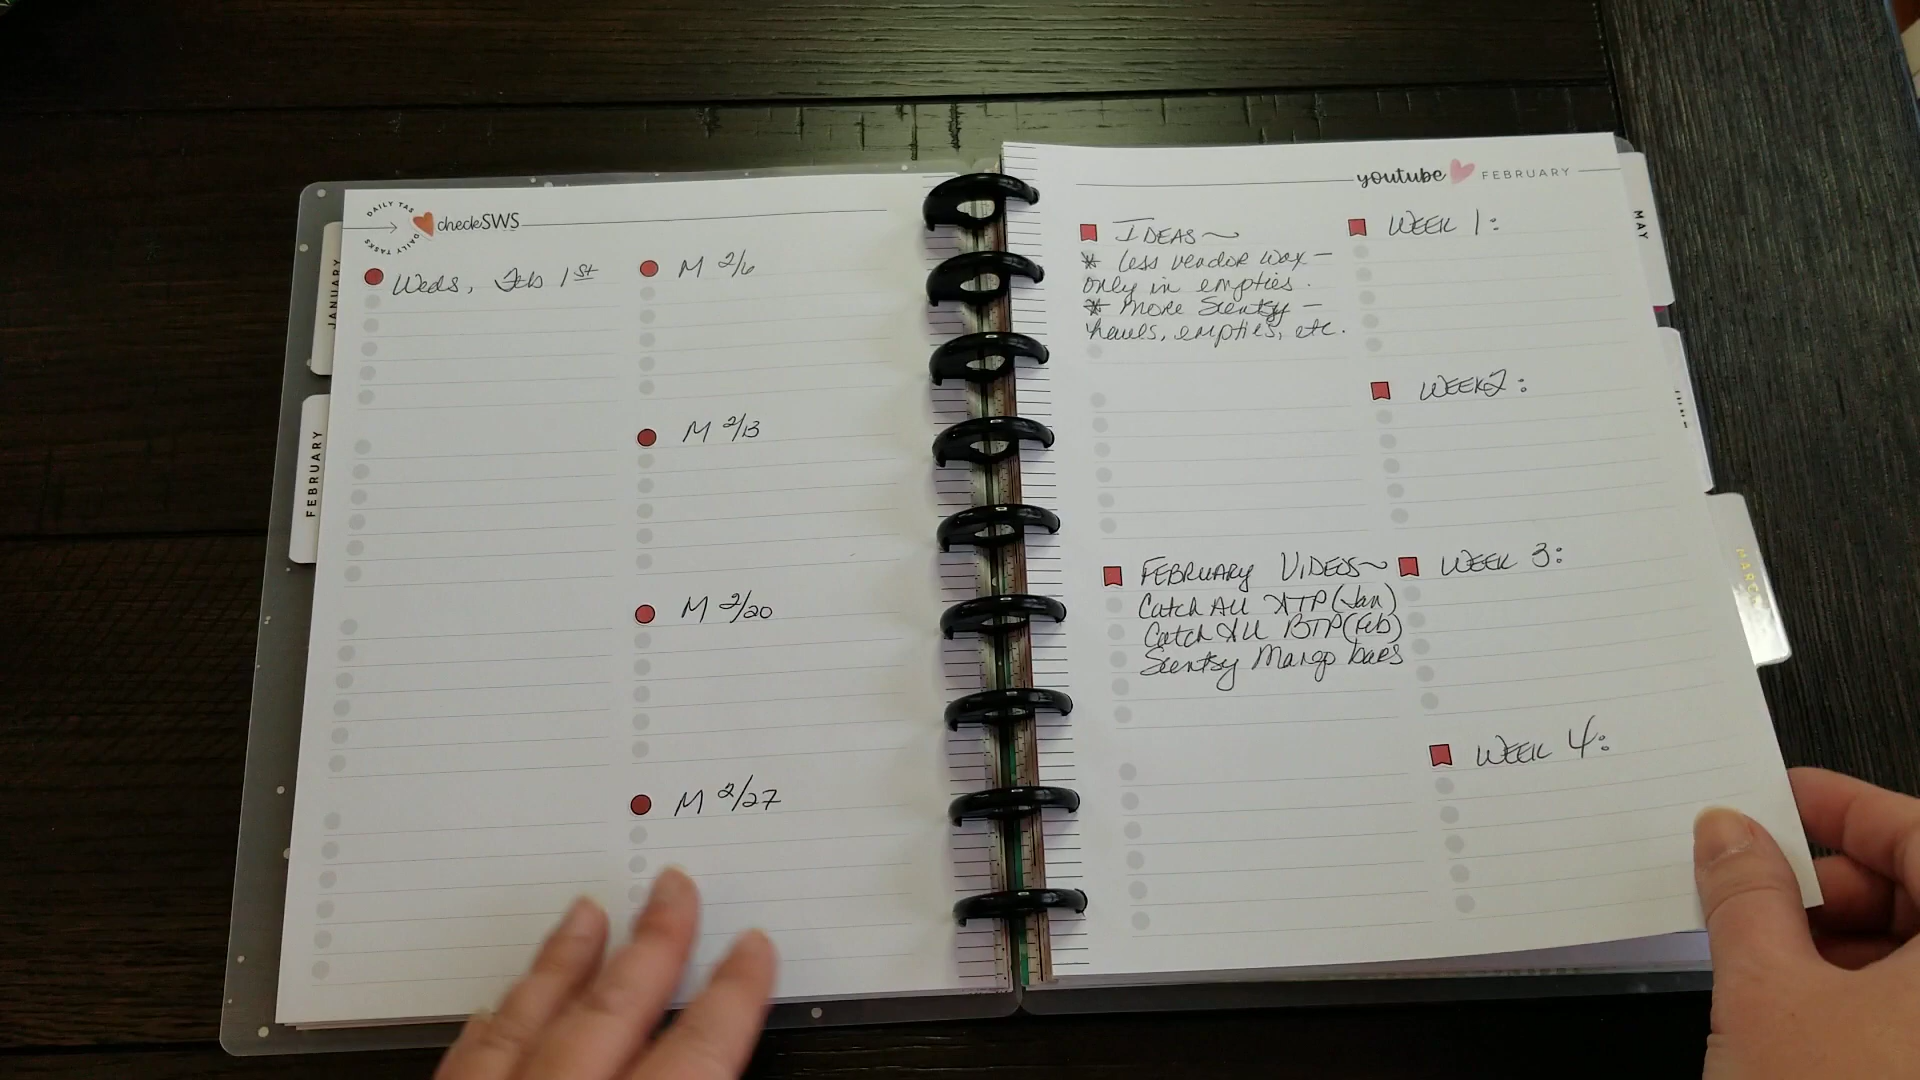 JANUARY
FEBRUARY
DAILY TAS
DAILY TASKS
checkSWS
Weds, Feb 1st
M 2/6
M 2/13
M 2/20
M 2/27
youtube FEBRUARY
IDEAS~
* less vendor wax -
only in empties.
* more Scentsy -
hauls, empties, etc.
FEBRUARY VIDEOS~
Catch All XTP (Jan)
Catch All BTP (Feb)
Scentsy Mango bars
WEEK 1:
WEEK 2:
WEEK 3:
WEEK 4:
MAY
MARCH